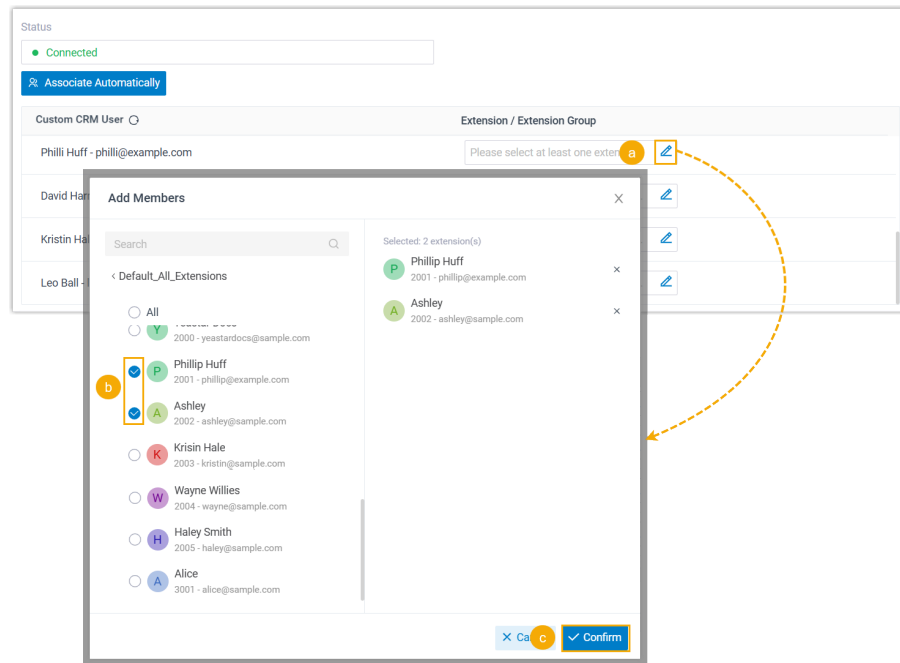 Status
Connected
Associate Automatically
Custom CRM User
Extension / Extension Group
Philli Huff - philli@example.com
Please select at least one exten
a
David Har
Kristin Ha
Leo Ball -
Add Members
Search
Default_All_Extensions
All
Y
2000 - yeastardocs@sample.com
b
P
Phillip Huff
2001 - phillip@example.com
A
Ashley
2002 - ashley@sample.com
K
Krisin Hale
2003 - kristin@sample.com
W
Wayne Willies
2004 - wayne@sample.com
H
Haley Smith
2005 - haley@sample.com
A
Alice
3001 - alice@sample.com
Selected: 2 extension(s)
P
Phillip Huff
2001 - phillip@example.com
A
Ashley
2002 - ashley@sample.com
Ca
c
Confirm